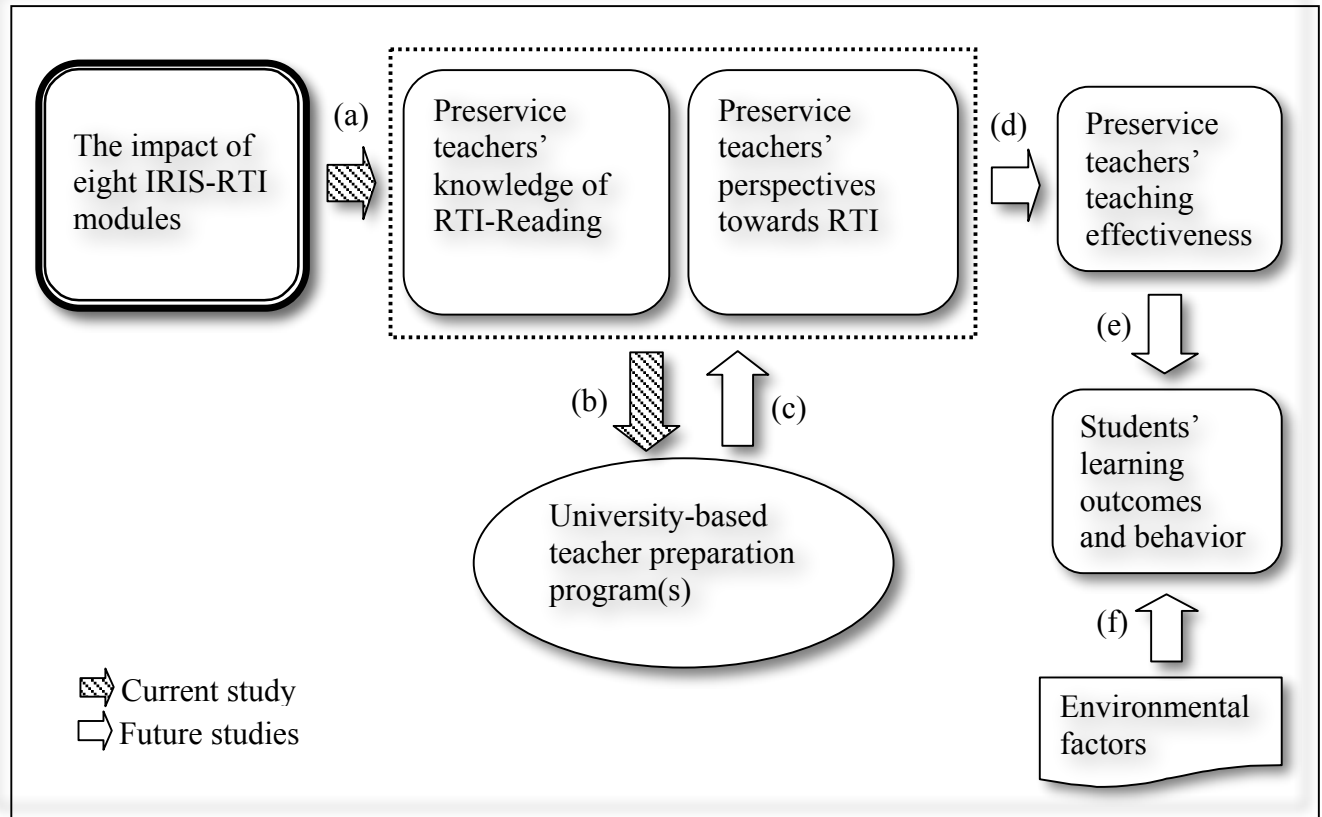 The impact of
eight IRIS-RTI
modules
(a)
Preservice
teachers’
knowledge of
RTI-Reading
Preservice
teachers’
perspectives
towards RTI
(d)
Preservice
teachers’
teaching
effectiveness
(b)
(c)
(e)
University-based
teacher preparation
program(s)
Students’
learning
outcomes
and behavior
(f)
Environmental
factors
Current study
Future studies